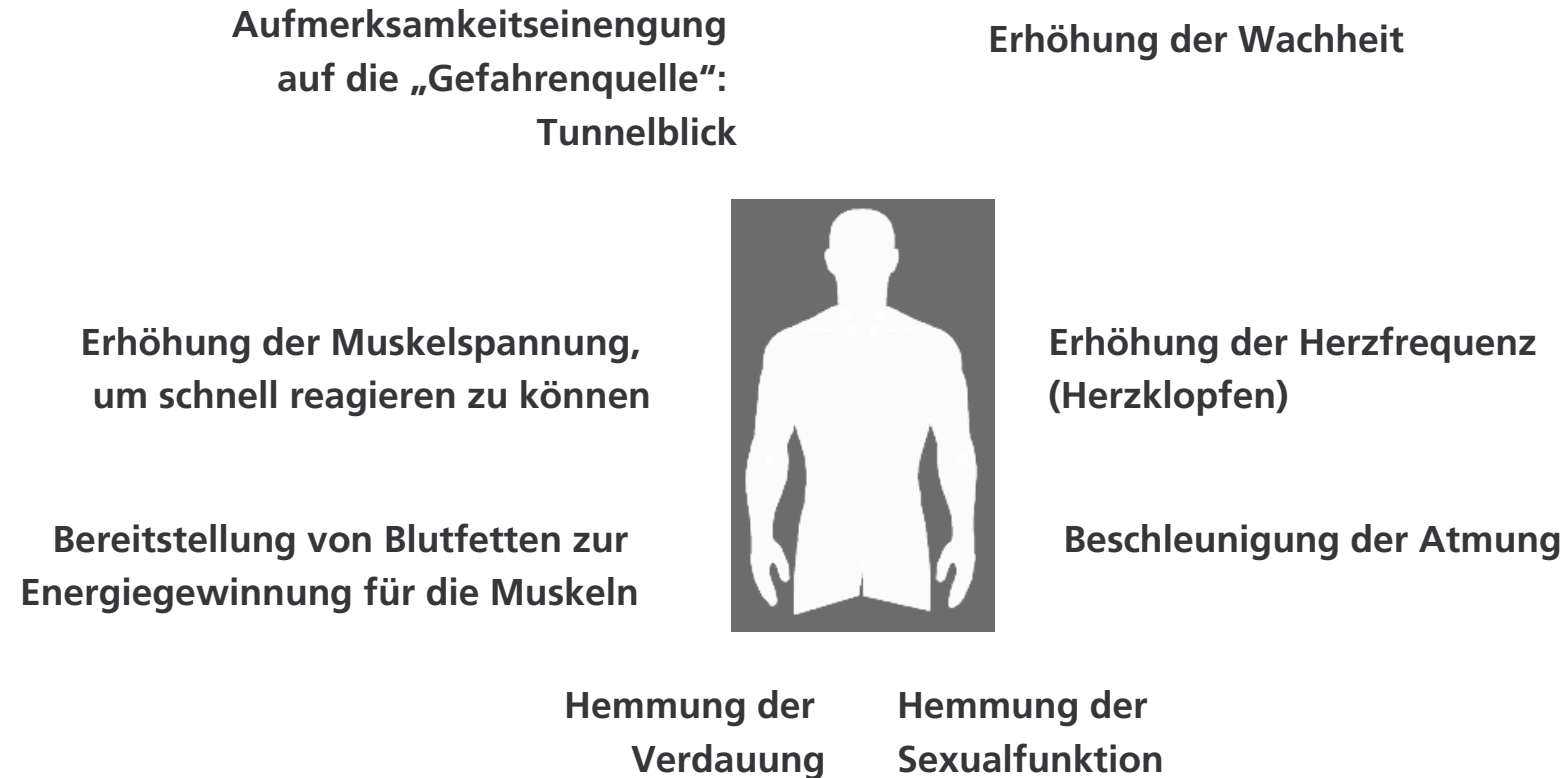 Aufmerksamkeitseinengung
auf die „Gefahrenquelle“:
Tunnelblick
Erhöhung der Wachheit
Erhöhung der Muskelspannung,
um schnell reagieren zu können
Erhöhung der Herzfrequenz
(Herzklopfen)
Bereitstellung von Blutfetten zur
Energiegewinnung für die Muskeln
Beschleunigung der Atmung
Hemmung der
Verdauung
Hemmung der
Sexualfunktion